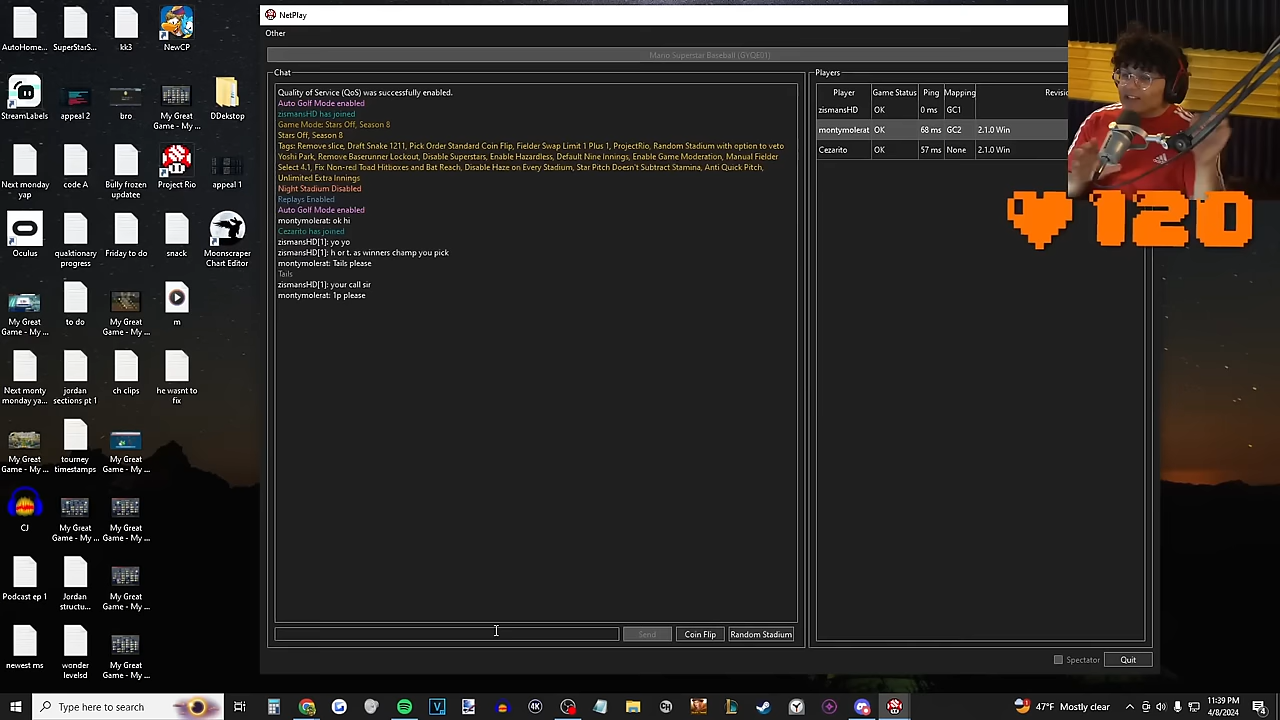 NetPlay
Other
Mario Superstar Baseball (GYQE01)
Chat
Quality of Service (QoS) was successfully enabled.
Auto Golf Mode enabled
zismansHD has joined
Game Mode: Stars Off, Season 8
Stars Off, Season 8
Tags: Remove slice, Draft Snake 1211, Pick Order Standard Coin Flip, Fielder Swap Limit 1 Plus 1, ProjectRio, Random Stadium with option to veto
Yoshi Park, Remove Baserunner Lockout, Disable Superstars, Enable Hazardless, Default Nine Innings, Enable Game Moderation, Manual Fielder
Select 4.1, Fix Non-red Toad Hitboxes and Bat Reach, Disable Haze on Every Stadium, Star Pitch Doesn't Subtract Stamina, Anti Quick Pitch,
Unlimited Extra Innings
Night Stadium Disabled
Replays Enabled
Auto Golf Mode enabled
montymolerat: ok hi
Cezarito has joined
zismansHD[1]: yo yo
zismansHD[1]: h or t. as winners champ you pick
montymolerat: Tails please
Tails
zismansHD[1]: your call sir
montymolerat: 1p please
Send
Coin Flip
Random Stadium
Players
Player Game Status Ping Mapping Revisio
zismansHD OK 0 ms GC1
montymolerat OK 68 ms GC2 2.1.0 Win
Cezarito OK 57 ms None 2.1.0 Win
120
Spectator
Quit
AutoHome...
SuperStarS...
kk3
NewCP
StreamLabels
appeal 2
bro
My Great
Game - My ...
DDekstop
Next monday
yap
code A
Bully frozen
updatee
Project Rio
appeal 1
Oculus
qualktionary
progress
Friday to do
snack
Moonscraper
Chart Editor
My Great
Game - My ...
to do
My Great
Game - My ...
m
Next monty
monday ya...
jordan
sections pt 1
ch clips
he wasnt to
fix
My Great
Game - My ...
tourney
timestamps
My Great
Game - My ...
CJ
My Great
Game - My ...
My Great
Game - My ...
Podcast ep 1
Jordan
structu...
My Great
Game - My ...
newest ms
wonder
levelsd
My Great
Game - My ...
Type here to search
47°F Mostly clear
11:39 PM
4/8/2024